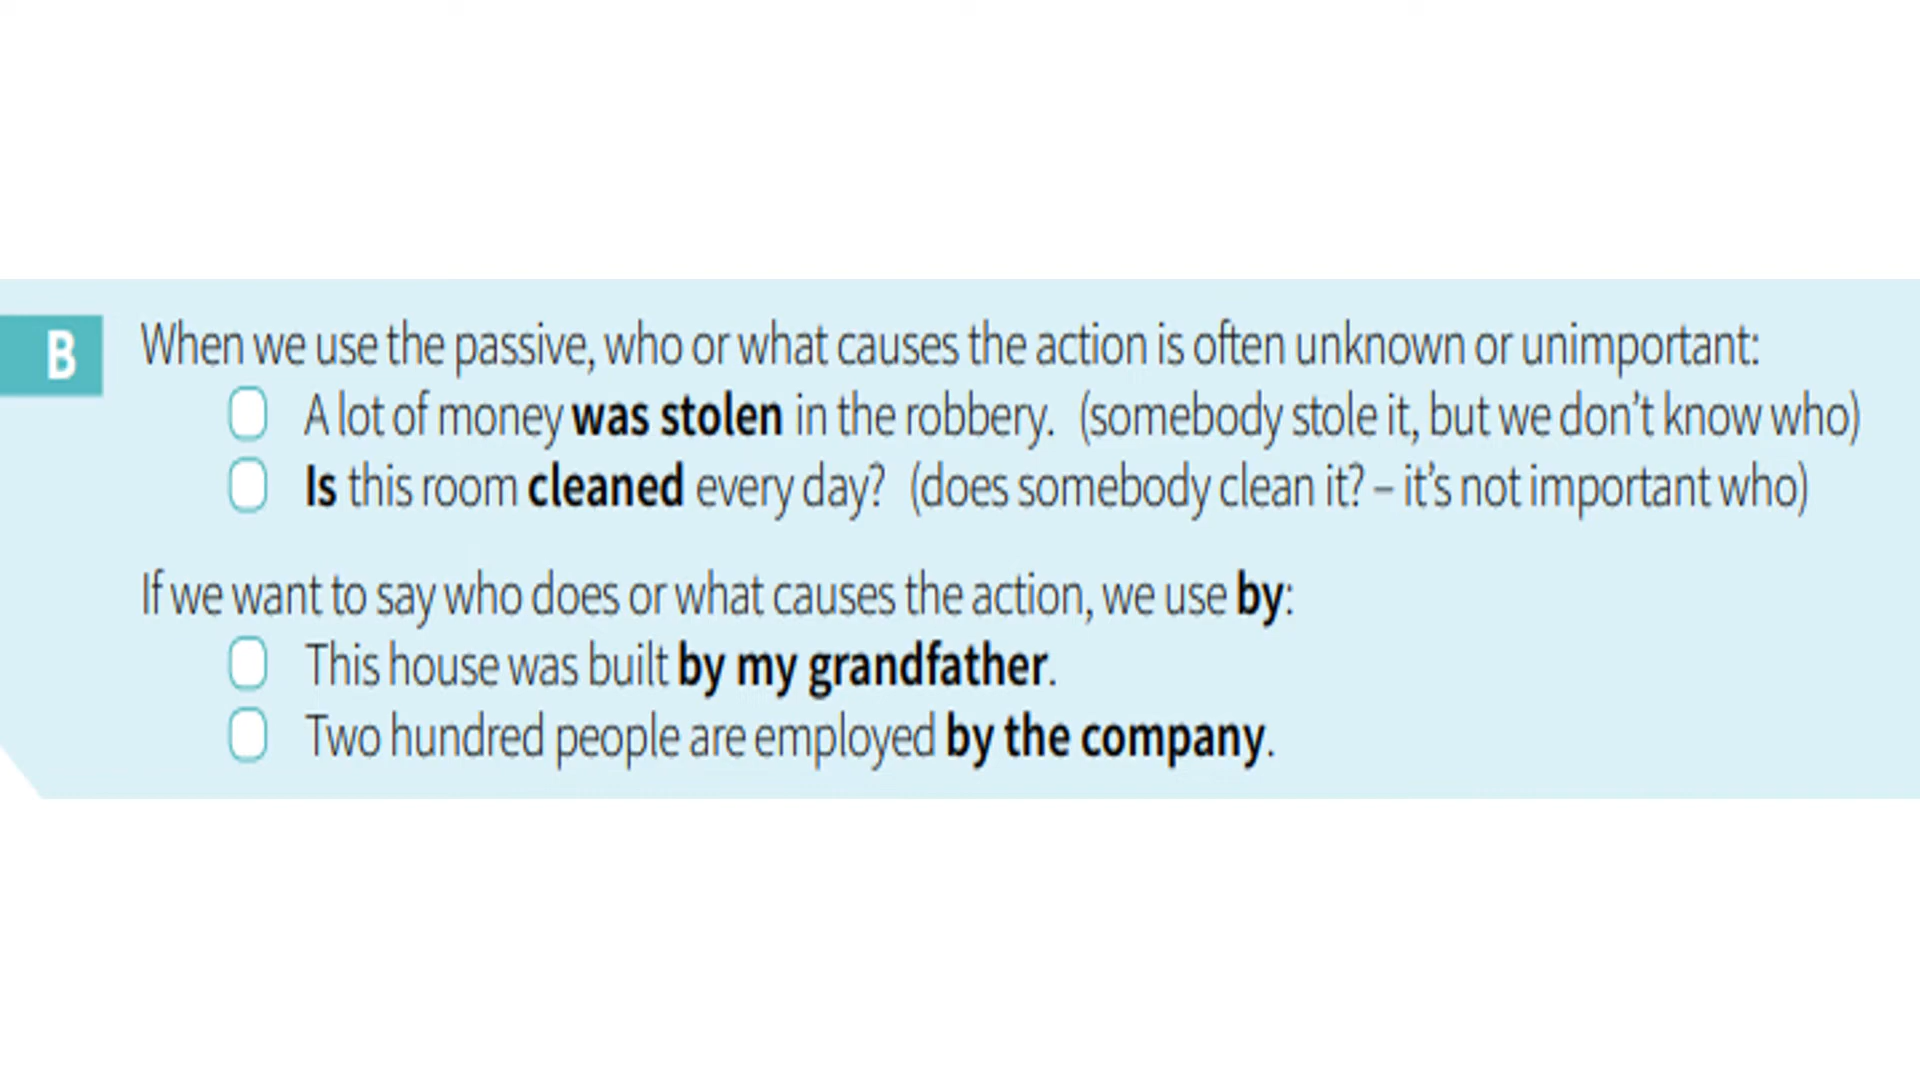 B When we use the passive, who or what causes the action is often unknown or unimportant:
A lot of money was stolen in the robbery. (somebody stole it, but we don’t know who)
Is this room cleaned every day? (does somebody clean it? – it’s not important who)
If we want to say who does or what causes the action, we use by:
This house was built by my grandfather.
Two hundred people are employed by the company.